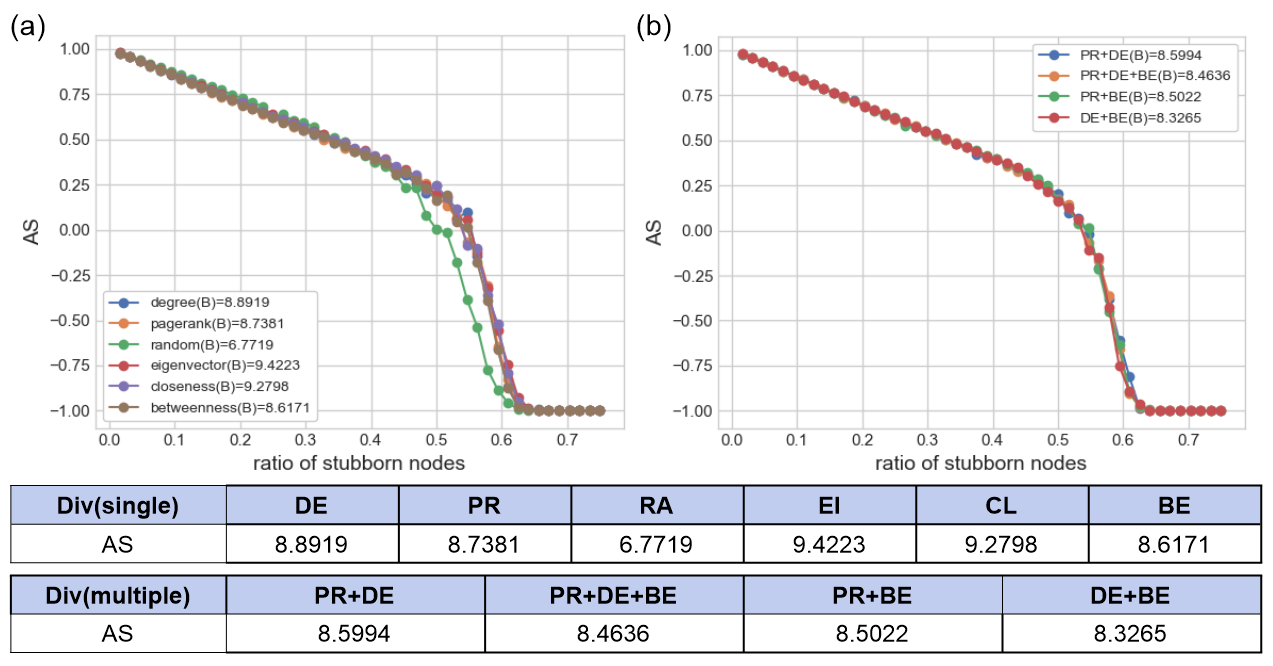 (a)
1.00
0.75
0.50
0.25
0.00
−0.25
−0.50
−0.75
−1.00
AS
degree(B)=8.8919
pagerank(B)=8.7381
random(B)=6.7719
eigenvector(B)=9.4223
closeness(B)=9.2798
betweenness(B)=8.6171
0.0 0.1 0.2 0.3 0.4 0.5 0.6 0.7
ratio of stubborn nodes
(b)
1.00
0.75
0.50
0.25
0.00
−0.25
−0.50
−0.75
−1.00
AS
PR+DE(B)=8.5994
PR+DE+BE(B)=8.4636
PR+BE(B)=8.5022
DE+BE(B)=8.3265
0.0 0.1 0.2 0.3 0.4 0.5 0.6 0.7
ratio of stubborn nodes
Div(single) DE PR RA EI CL BE
AS 8.8919 8.7381 6.7719 9.4223 9.2798 8.6171
Div(multiple) PR+DE PR+DE+BE PR+BE DE+BE
AS 8.5994 8.4636 8.5022 8.3265